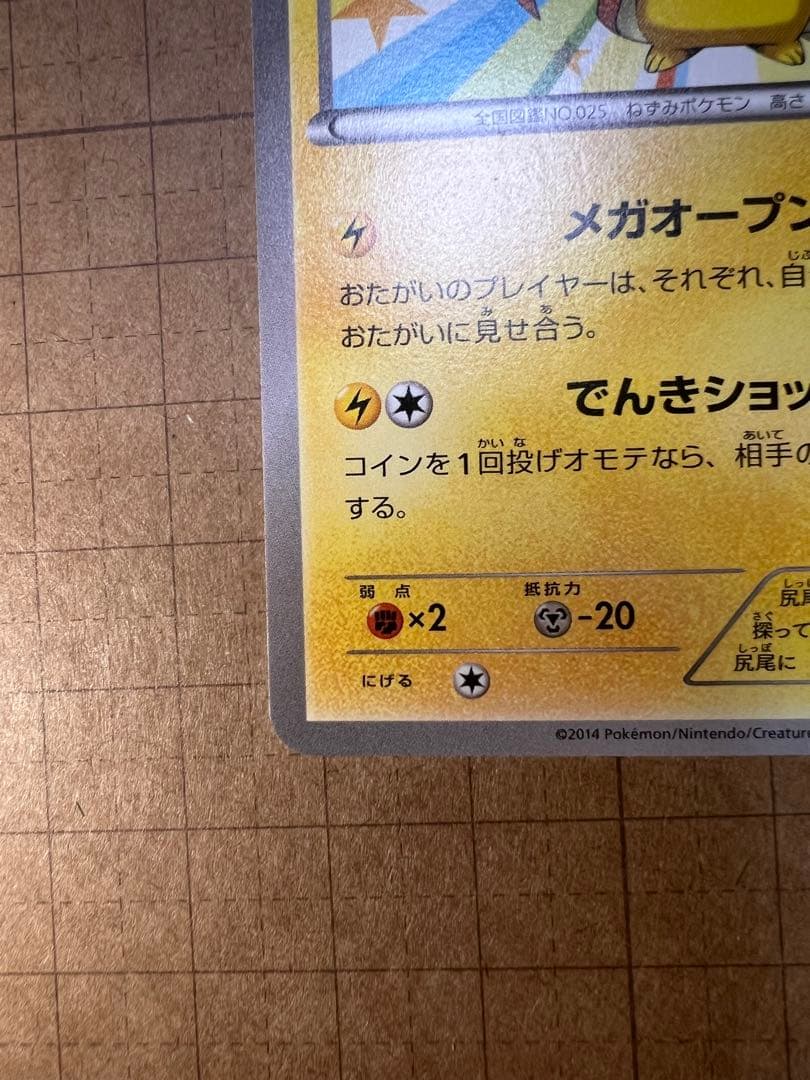 全国図鑑NO.025 ねずみポケモン 高さ
メガオープン
おたがいのプレイヤーは、それぞれ、自
おたがいに見せ合う。
でんきショッ
コインを1回投げオモテなら、相手の
する。
弱点 抵抗力
×2 -20
にげる
尻尾
探って
尻尾に
©2014 Pokémon/Nintendo/Creature